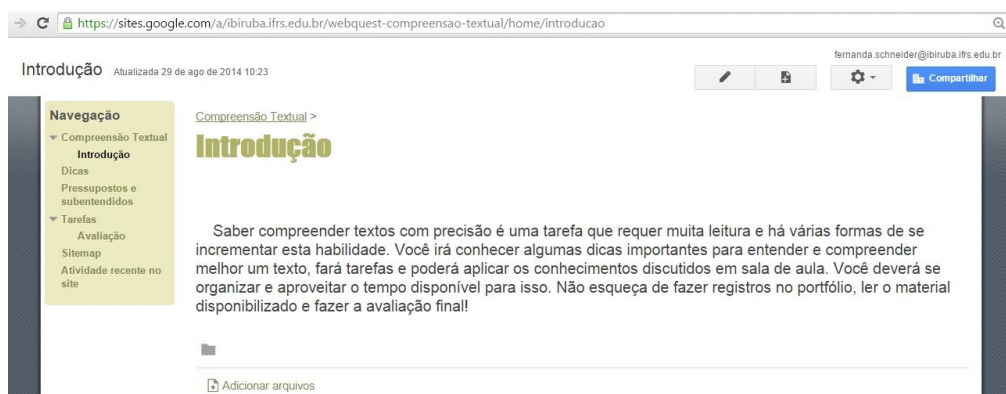 https://sites.google.com/a/ibiruba.ifrs.edu.br/webquest-compreensao-textual/home/introducao
fernanda.schneider@ibiruba.ifrs.edu.br
Introdução Atualizada 29 de ago de 2014 10:23
Compartilhar
Navegação
Compreensão Textual
Introdução
Dicas
Pressupostos e
subentendidos
Tarefas
Avaliação
Sitemap
Atividade recente no
site
Compreensão Textual >
Introdução
Saber compreender textos com precisão é uma tarefa que requer muita leitura e há várias formas de se
incrementar esta habilidade. Você irá conhecer algumas dicas importantes para entender e compreender
melhor um texto, fará tarefas e poderá aplicar os conhecimentos discutidos em sala de aula. Você deverá se
organizar e aproveitar o tempo disponível para isso. Não esqueça de fazer registros no portfólio, ler o material
disponibilizado e fazer a avaliação final!
Adicionar arquivos